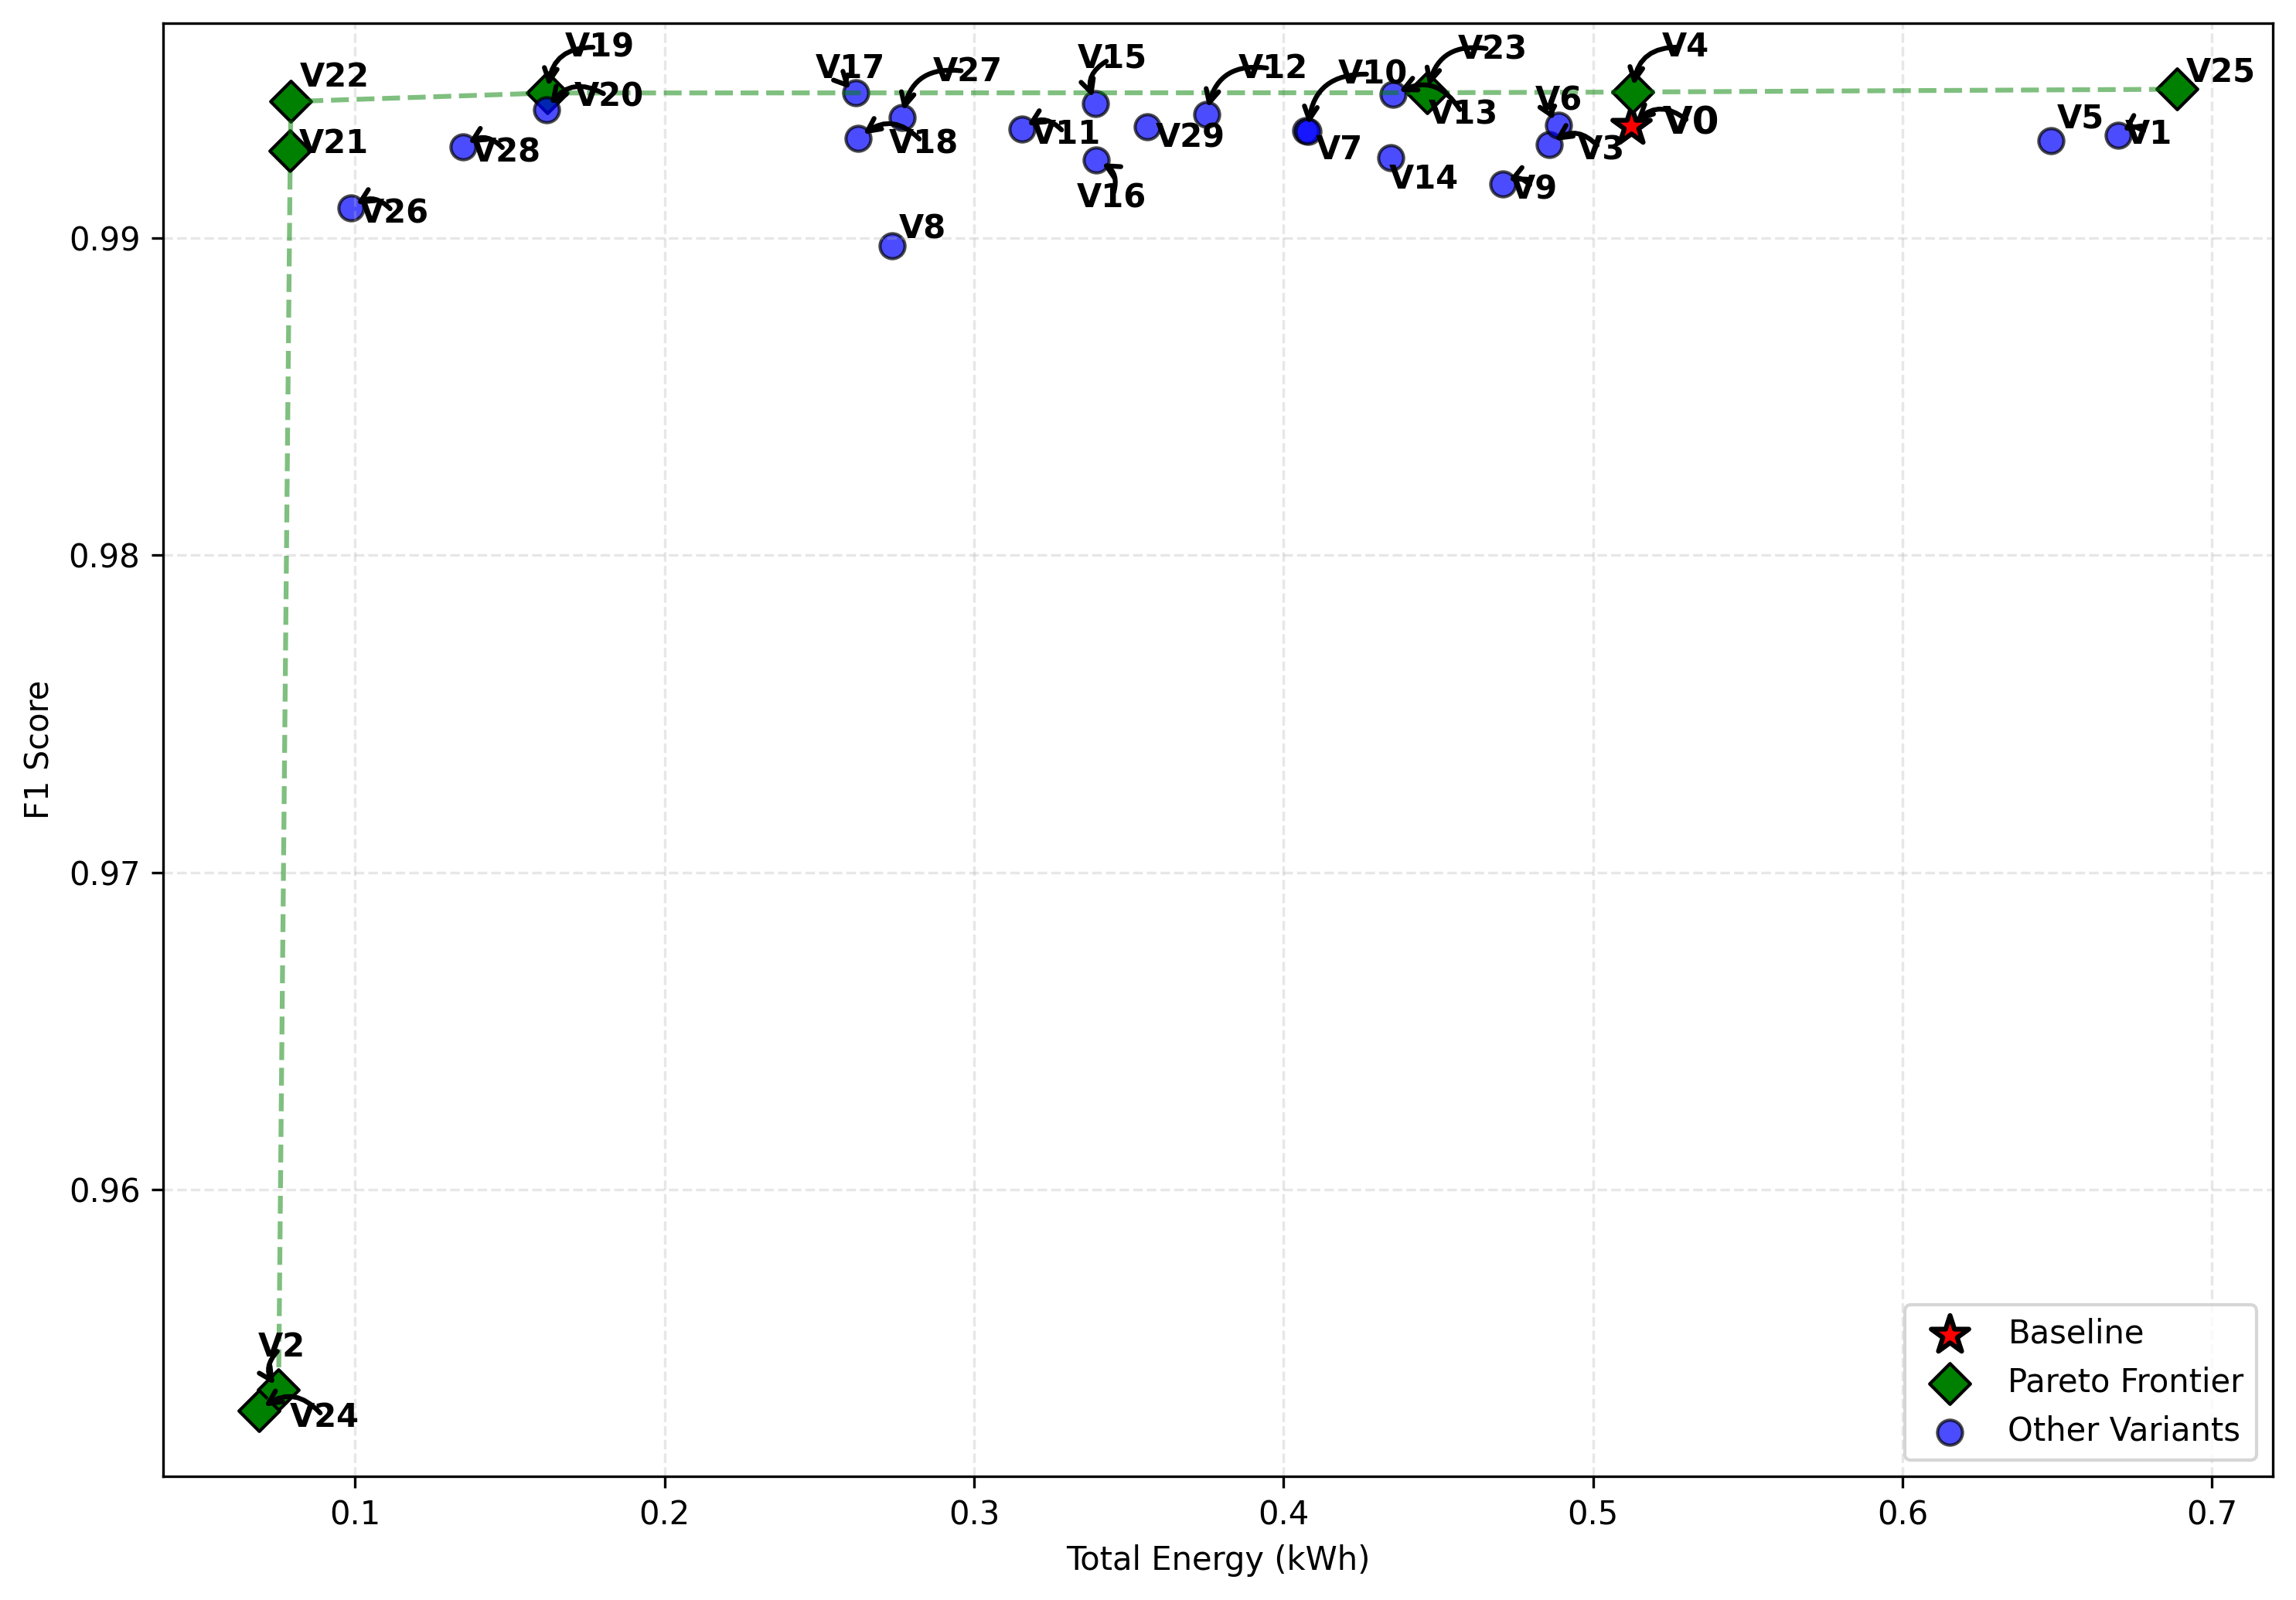 V19
V4
V23
V15
V17
V27
V12
V10
V25
V22
V20
V6
V13
V5
V0
V1
V21
V28
V18
V11
V29
V7
V3
V14
V9
V16
V26
V8
0.99
0.98
0.97
0.96
F1 Score
V2
V24
Baseline
Pareto Frontier
Other Variants
0.1 0.2 0.3 0.4 0.5 0.6 0.7
Total Energy (kWh)